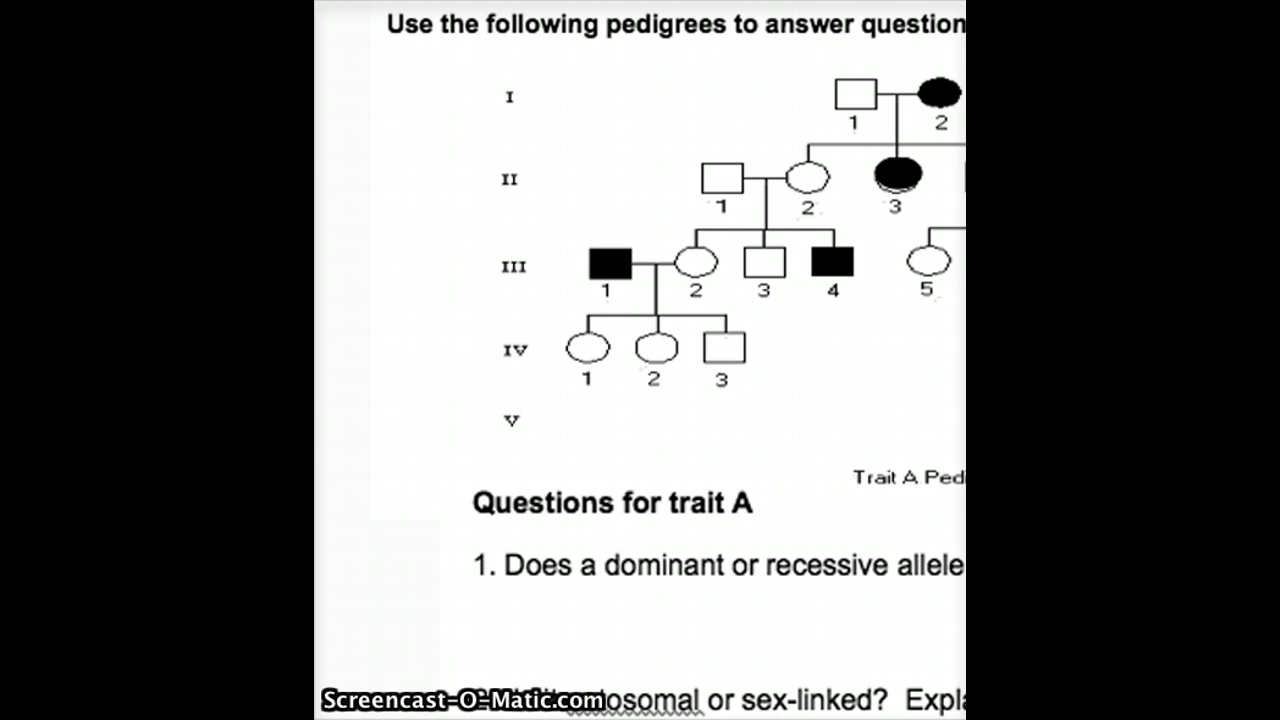 Use the following pedigrees to answer question
I
1 2
II
1 2 3
III
1 2 3 4 5
IV
1 2 3
V
Trait A Ped
Questions for trait A
1. Does a dominant or recessive allele
osomal or sex-linked? Expla
Screencast-O-Matic.com